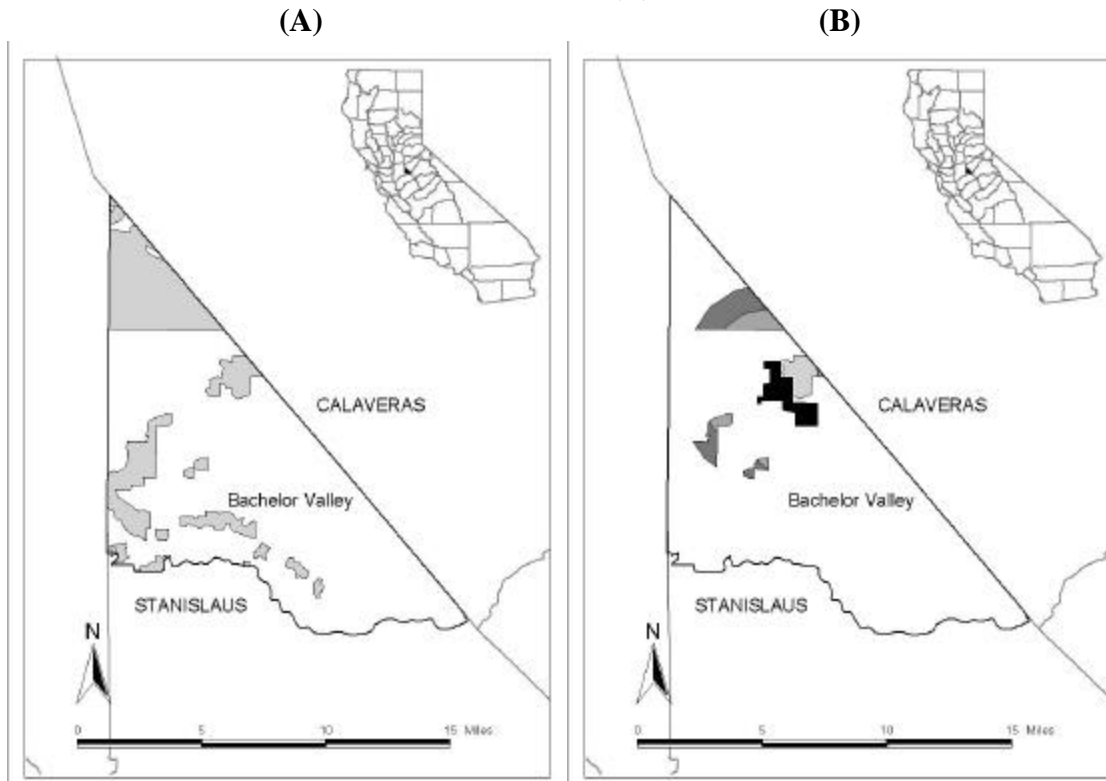 (A)
(B)
CALAVERAS
CALAVERAS
Bachelor Valley
Bachelor Valley
STANISLAUS
STANISLAUS
N
N
0 5 10 15 Miles
0 5 10 15 Miles